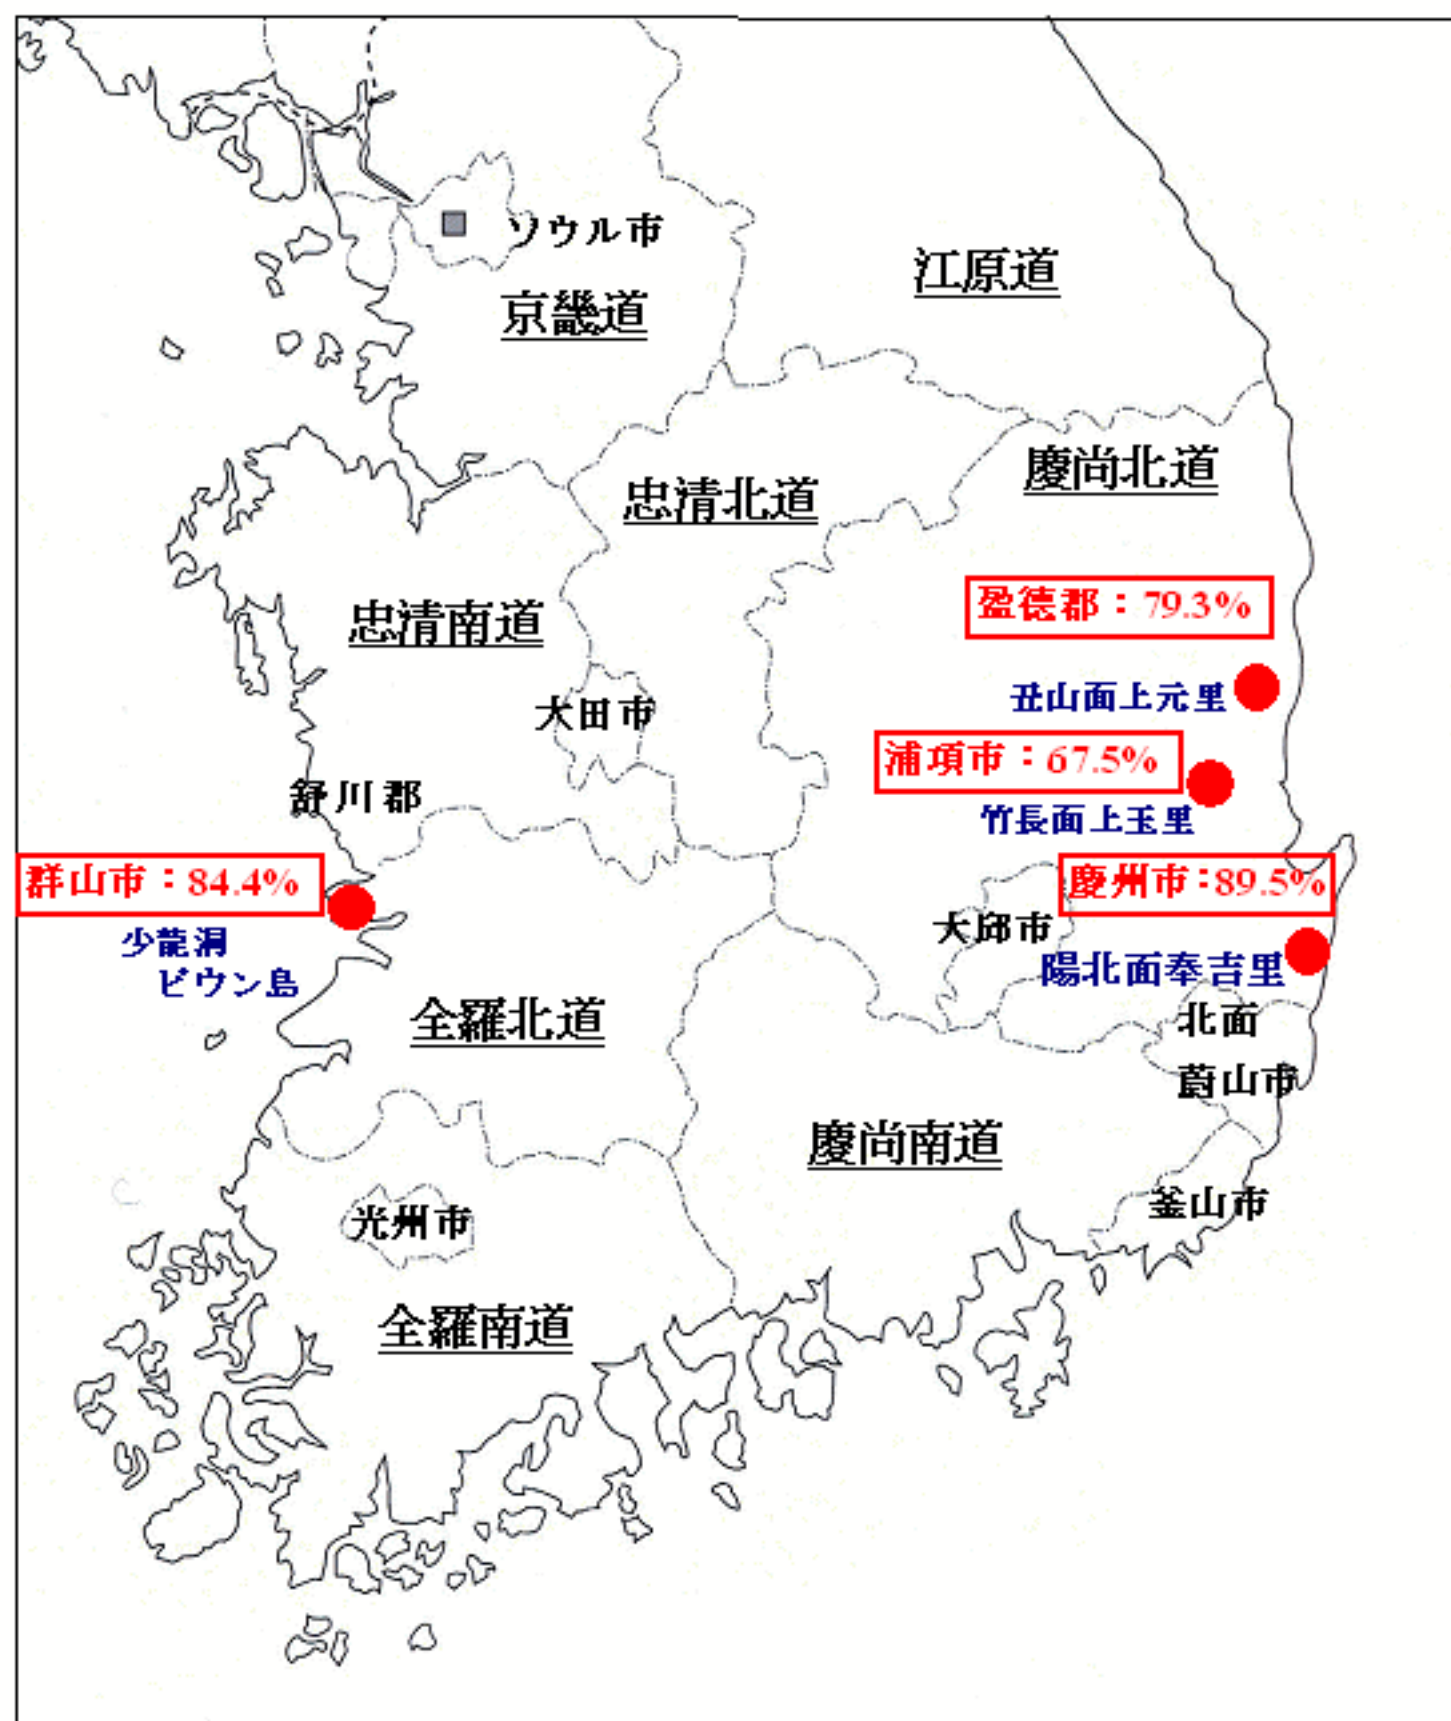 ソウル市
江原道
京畿道
慶尚北道
忠清北道
盈德郡：79.3%
忠清南道
丑山面上元里
大田市
浦項市：67.5%
舒川郡
竹長面上玉里
群山市：84.4%
慶州市：89.5%
大邱市
少龍洞
ビウン島
陽北面奉吉里
全羅北道
北面
蔚山市
慶尚南道
釜山市
光州市
全羅南道